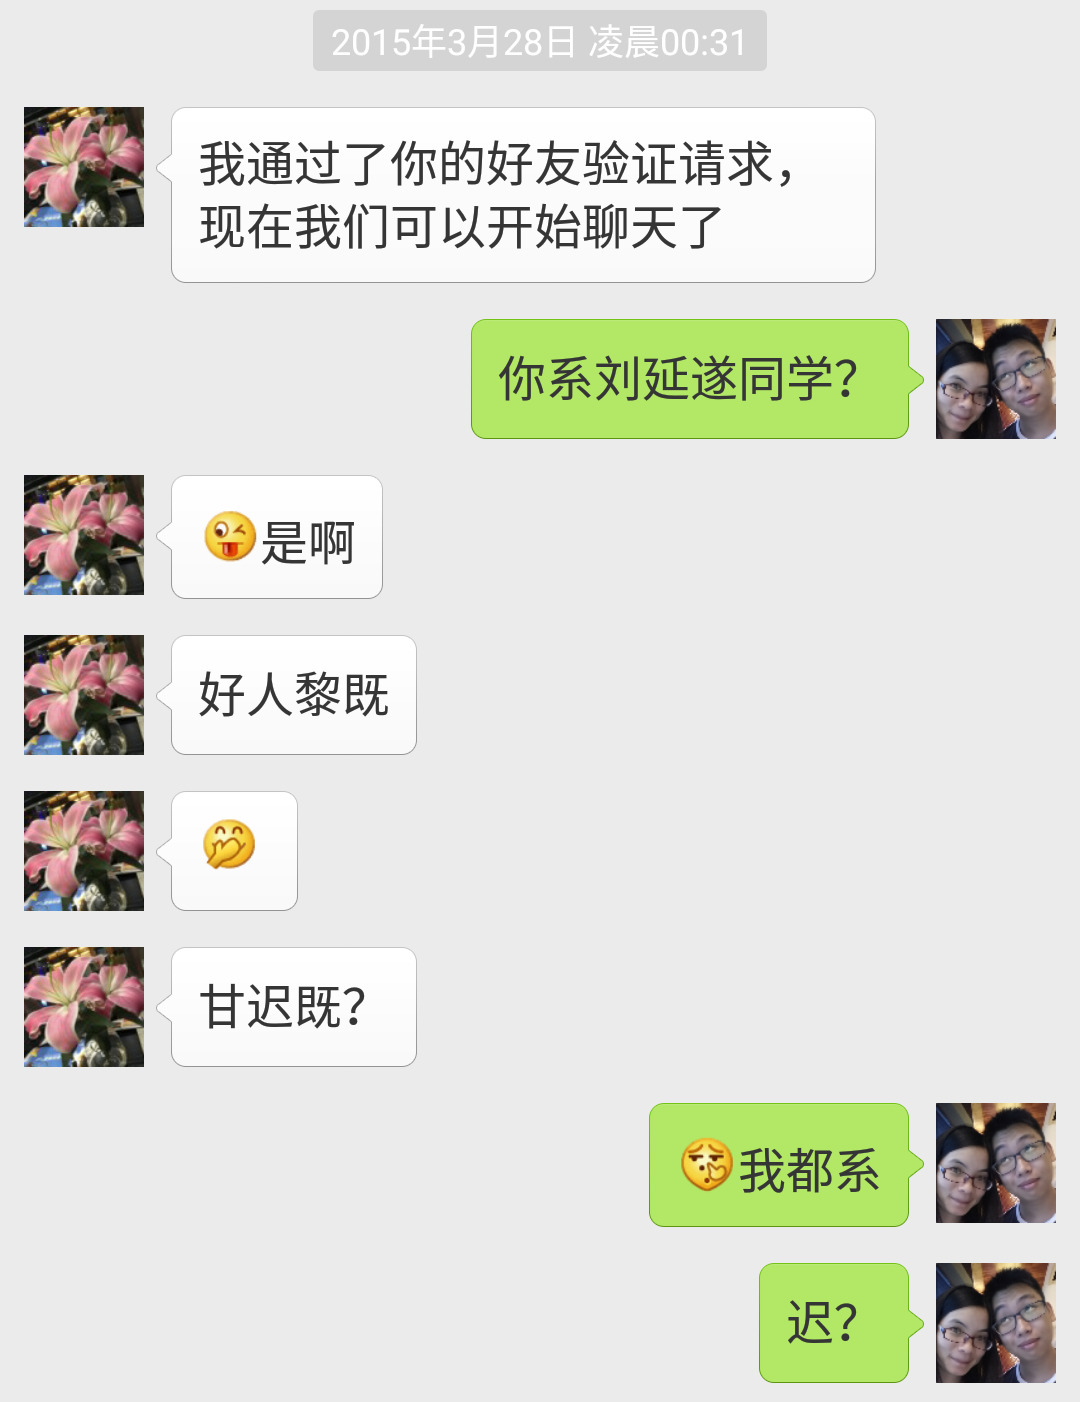 2015年3月28日 凌晨00:31
我通过了你的好友验证请求，
现在我们可以开始聊天了
你系刘延遂同学？
是啊
好人黎既
甘迟既？
我都系
迟？